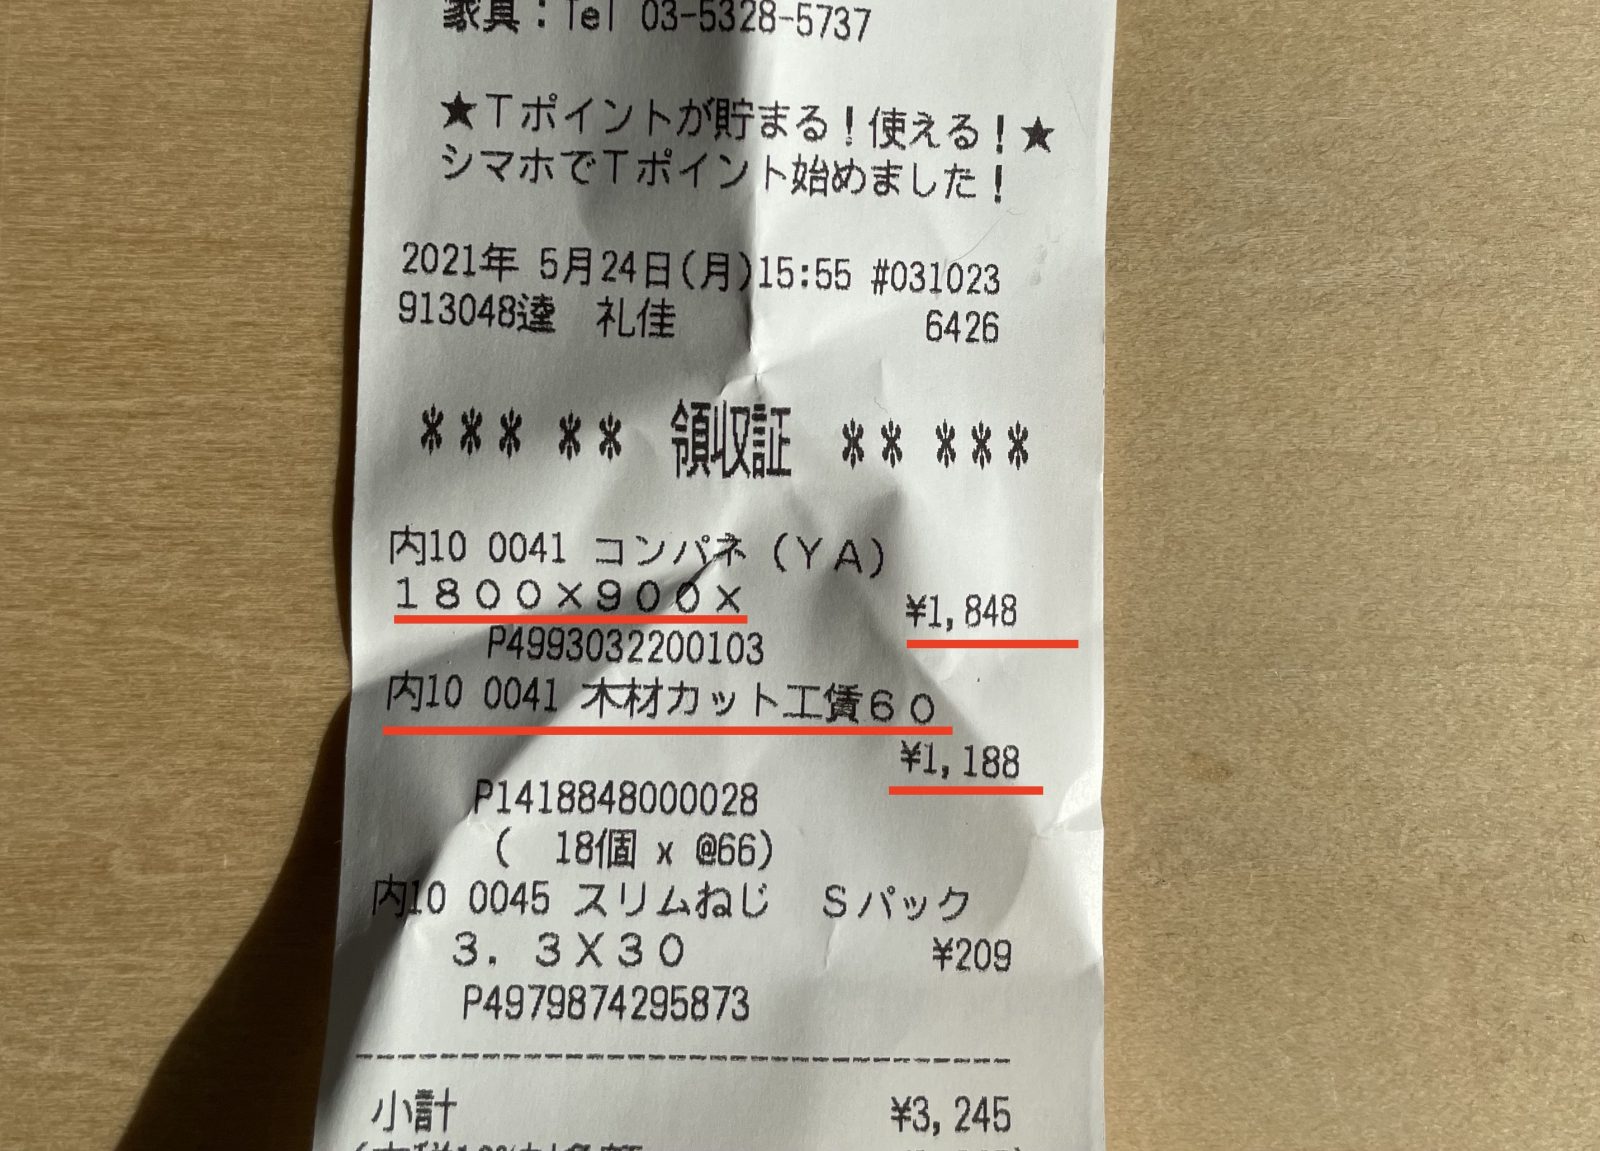 家具：Tel 03-5328-5737
★Tポイントが貯まる！使える！★
シマホでTポイント始めました！
2021年 5月24日(月)15:55 #031023
913048逹　礼佳 6426
＊＊＊ ＊＊ 領収証 ＊＊ ＊＊＊
内10 0041 コンパネ（ＹＡ）
１８００×９００× ¥1,848
P4993032200103
内10 0041 木材カット工賃６０
¥1,188
P1418848000028
( 18個 x @66)
内10 0045 スリムねじ　Ｓパック
３．３Ｘ３０ ¥209
P4979874295873
小計 ¥3,245